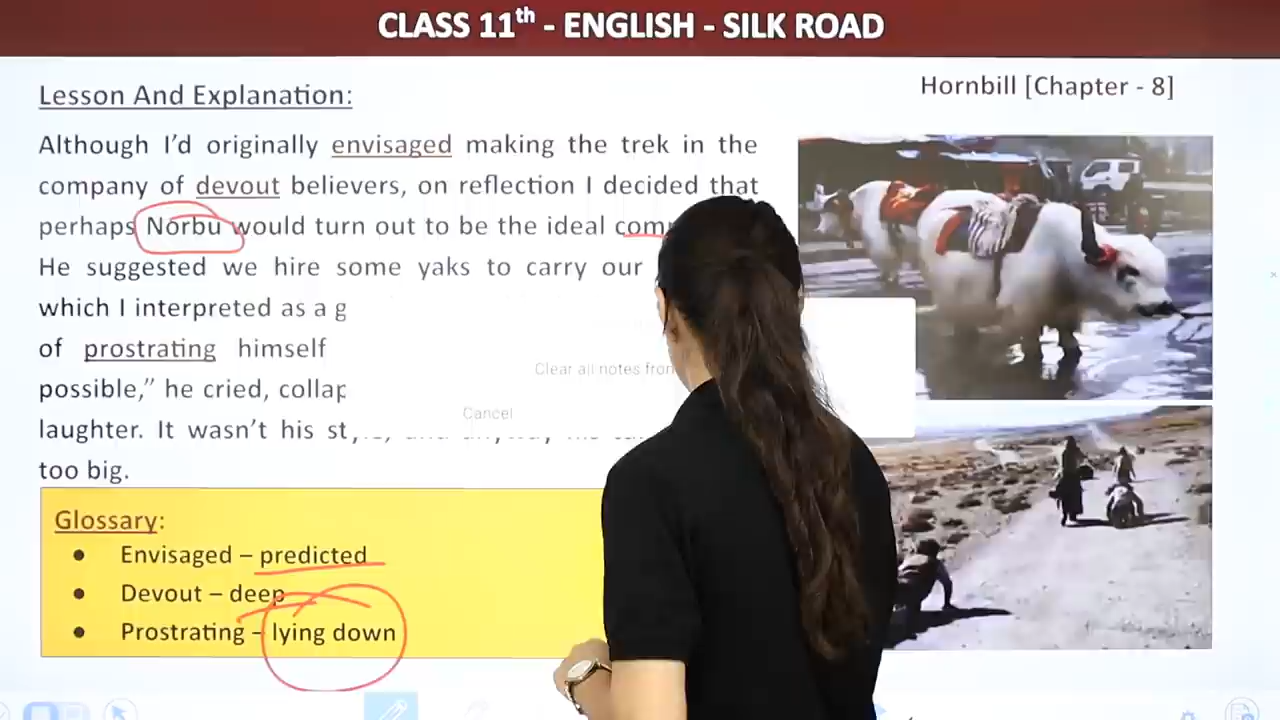 CLASS 11th - ENGLISH - SILK ROAD
Hornbill [Chapter - 8]
Lesson And Explanation:
Although I’d originally envisaged making the trek in the
company of devout believers, on reflection I decided that
perhaps Norbu would turn out to be the ideal
He suggested we hire some yaks to carry our
which I interpreted as a
of prostrating himself
possible,” he cried,
laughter. It wasn’t his
too big.
Clear all notes
Cancel
Glossary:
● Envisaged – predicted
● Devout – deep
● Prostrating – lying down